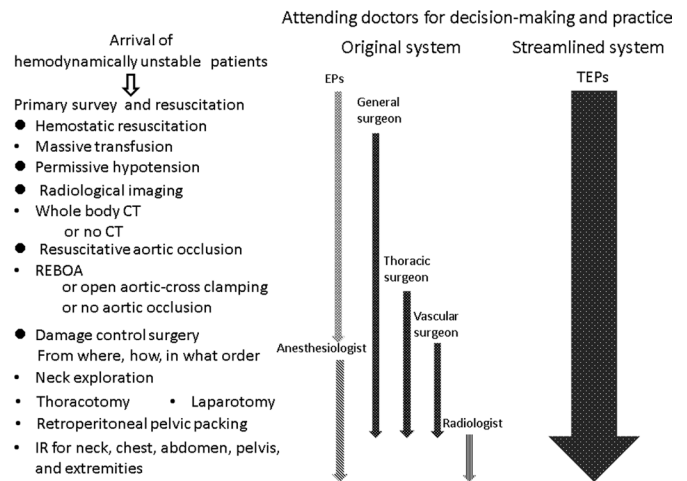 Attending doctors for decision-making and practice
Original system
Streamlined system
Arrival of
hemodynamically unstable patients
Primary survey and resuscitation
● Hemostatic resuscitation
• Massive transfusion
● Permissive hypotension
● Radiological imaging
• Whole body CT
or no CT
● Resuscitative aortic occlusion
• REBOA
or open aortic-cross clamping
or no aortic occlusion
● Damage control surgery
From where, how, in what order
• Neck exploration
• Thoracotomy • Laparotomy
• Retroperitoneal pelvic packing
• IR for neck, chest, abdomen, pelvis,
and extremities
EPs
General
surgeon
Thoracic
surgeon
Vascular
surgeon
Anesthesiologist
Radiologist
TEPs